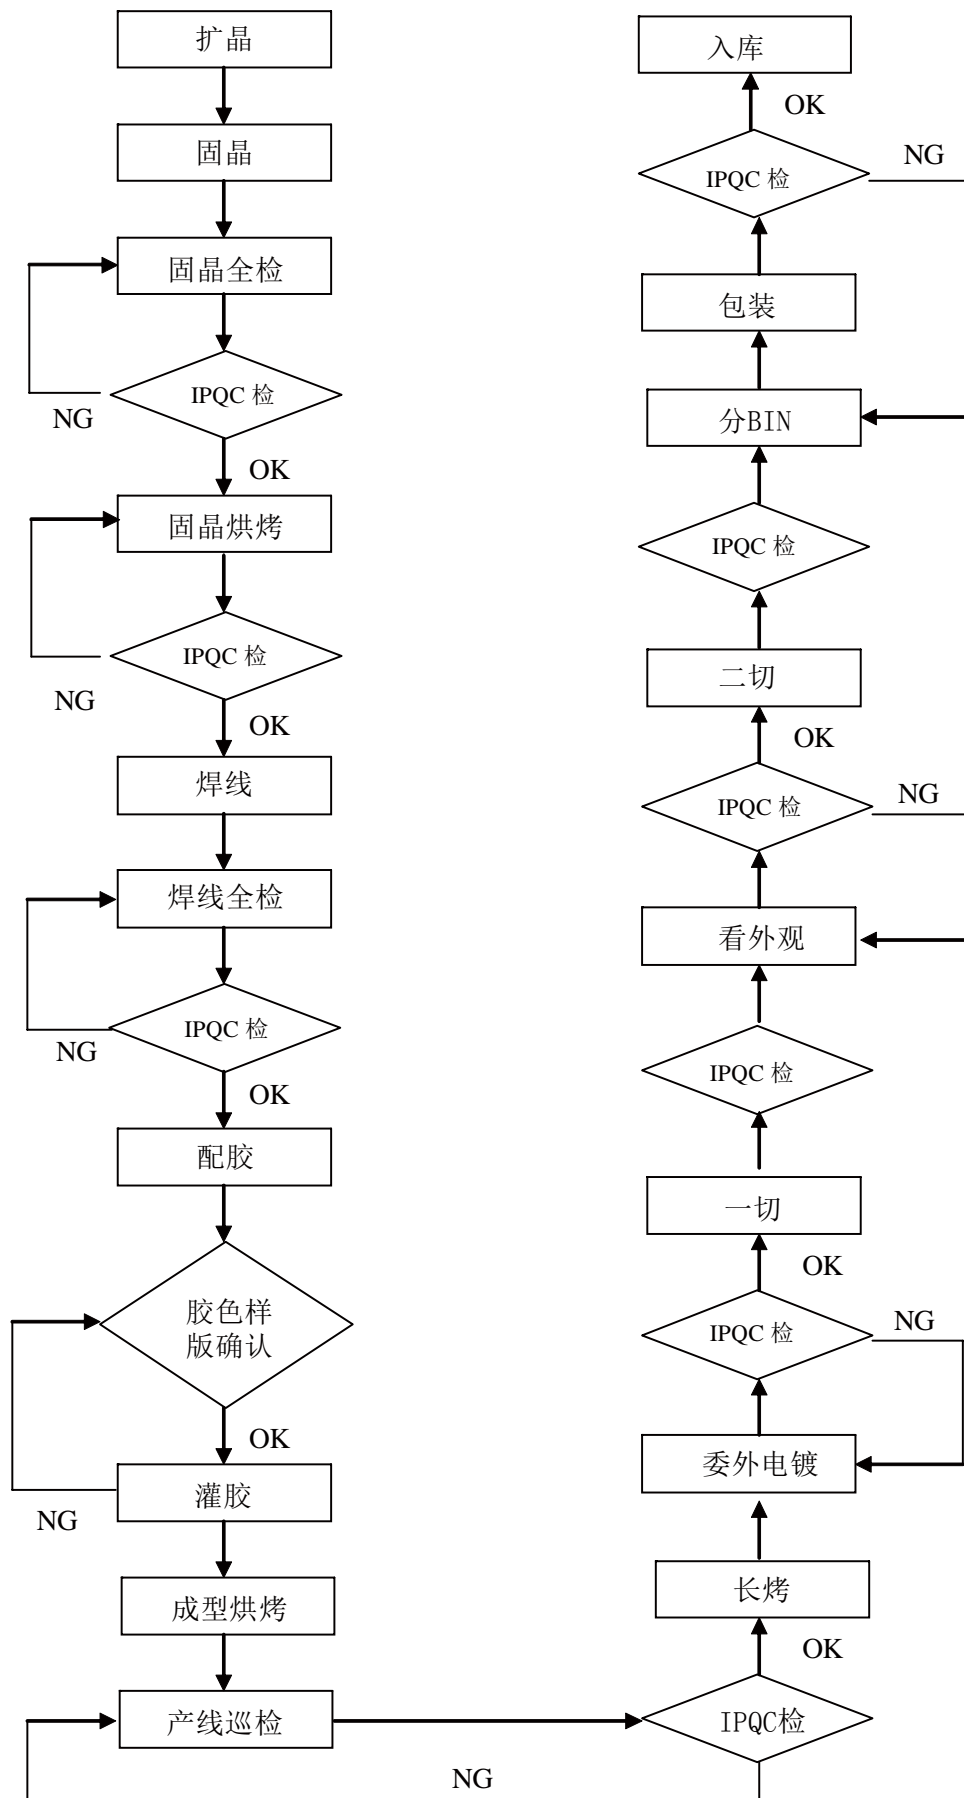 扩晶
固晶
固晶全检
IPQC 检
NG
OK
固晶烘烤
IPQC 检
NG
OK
焊线
焊线全检
IPQC 检
NG
OK
配胶
胶色样
版确认
OK
灌胶
NG
成型烘烤
产线巡检
NG
入库
OK
IPQC 检
NG
包装
分BIN
IPQC 检
二切
OK
IPQC 检
NG
看外观
IPQC 检
一切
OK
IPQC 检
NG
委外电镀
长烤
OK
IPQC检